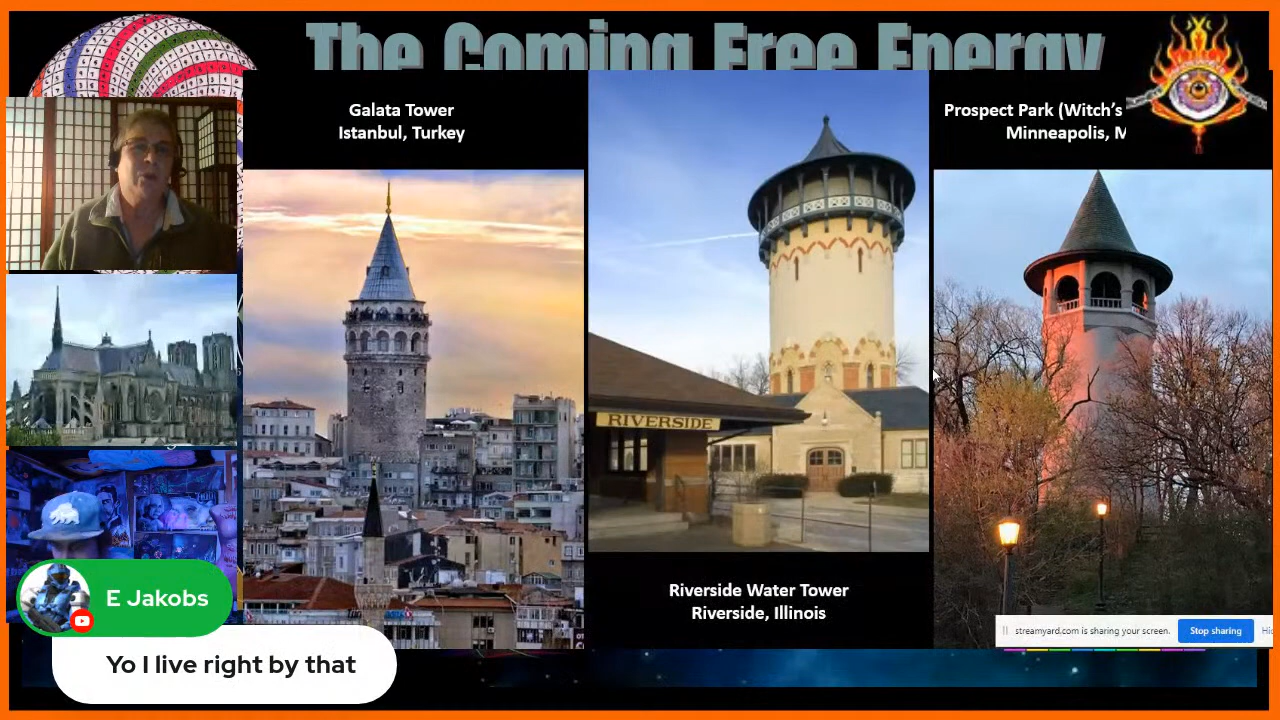 The Coming Free Energy
Galata Tower
Istanbul, Turkey
Prospect Park (Witch's
Minneapolis, M
RIVERSIDE
Riverside Water Tower
Riverside, Illinois
streamyard.com is sharing your screen.
Stop sharing
Hid
E Jakobs
Yo I live right by that